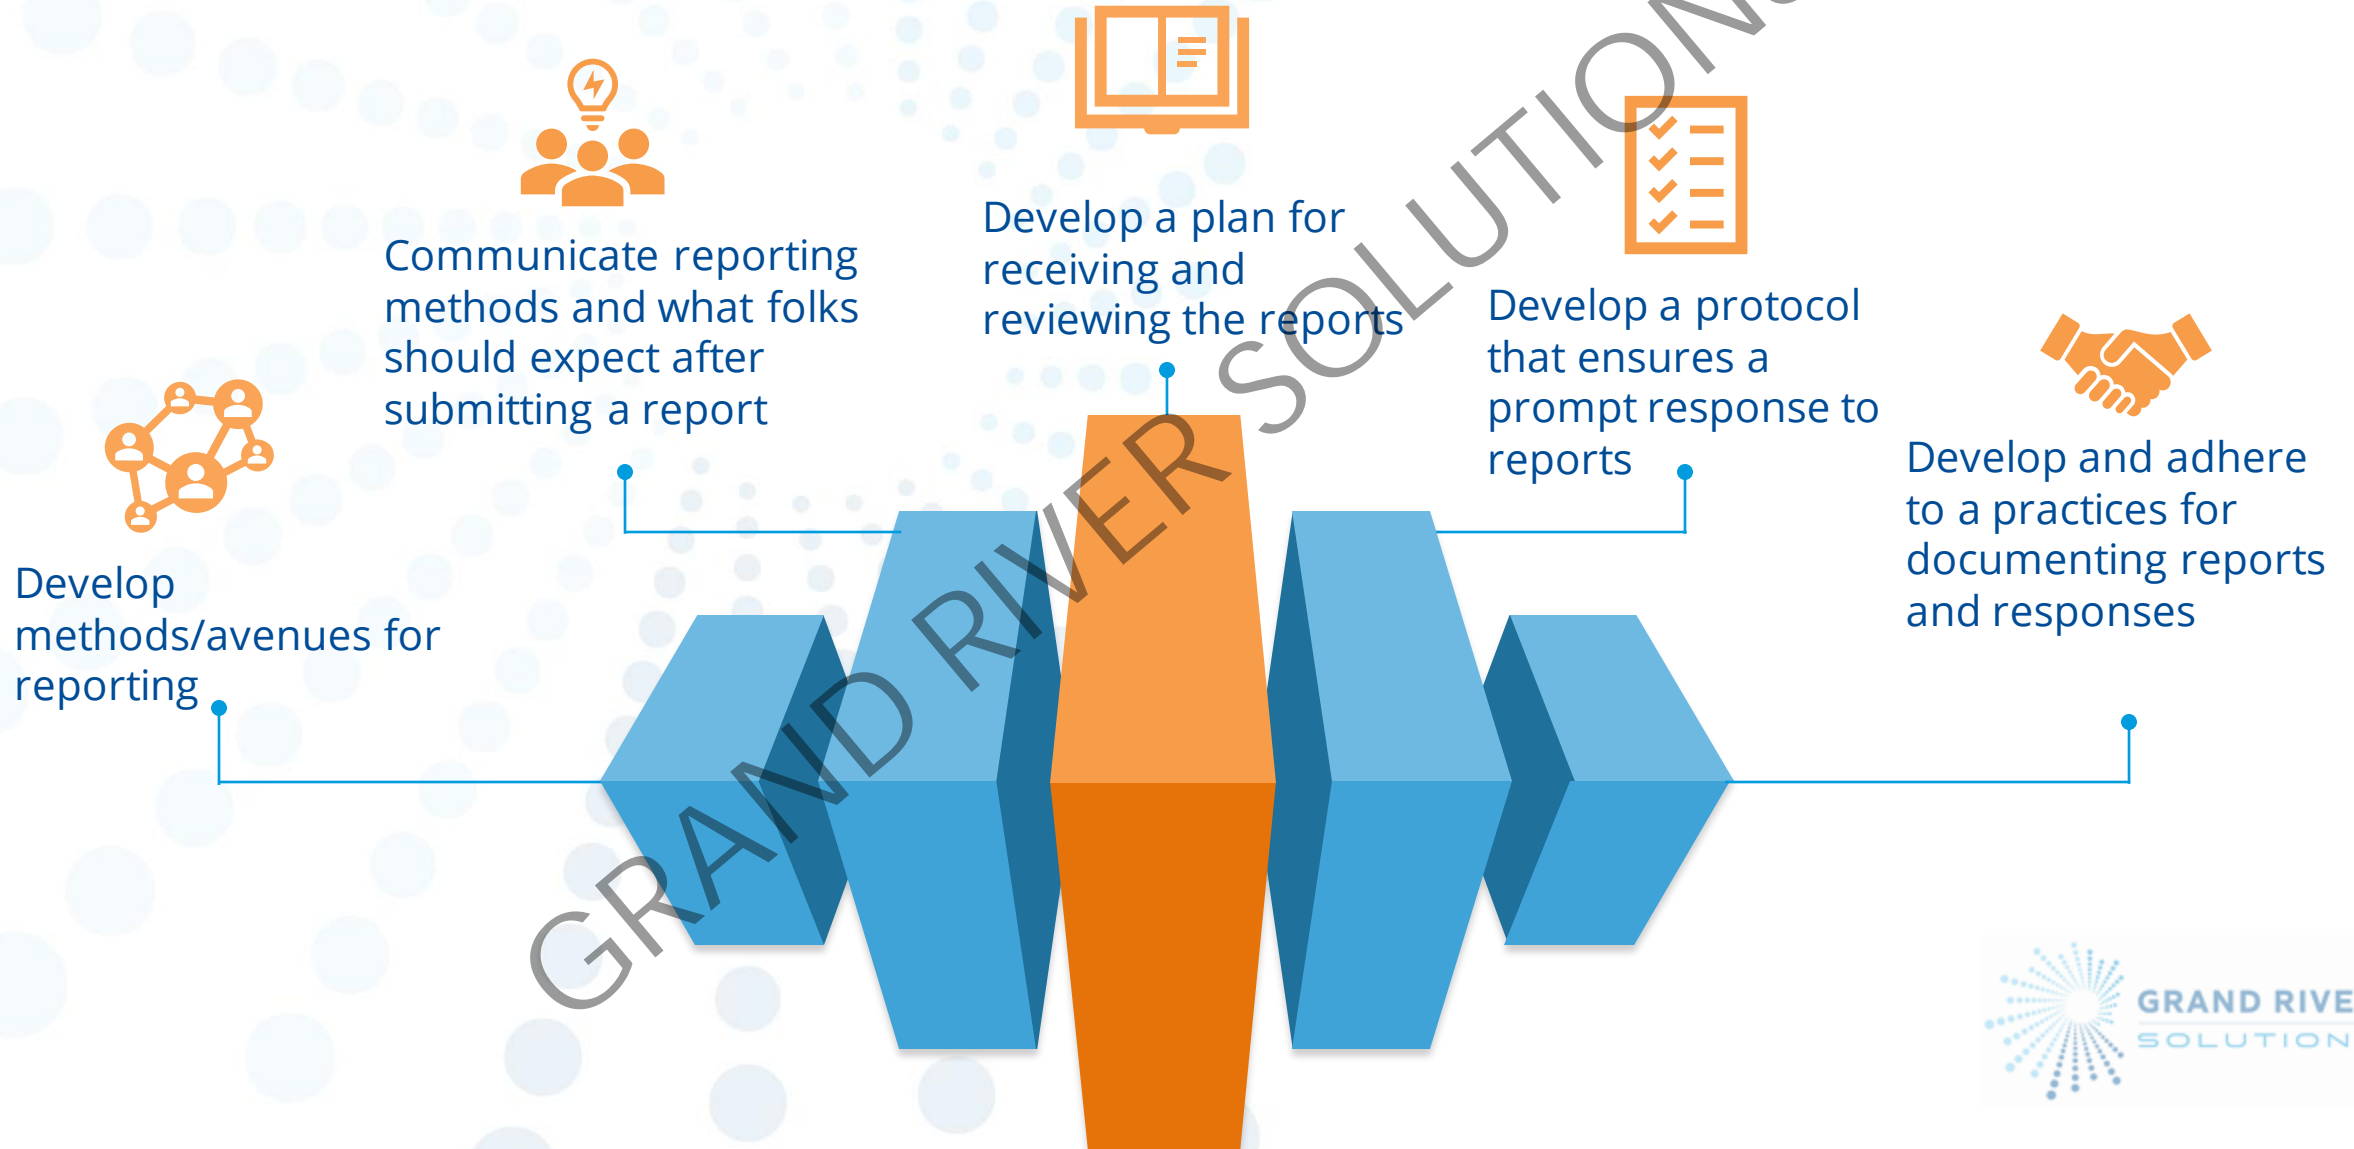 Develop
methods/avenues for
reporting
Communicate reporting
methods and what folks
should expect after
submitting a report
Develop a plan for
receiving and
reviewing the reports
Develop a protocol
that ensures a
prompt response to
reports
Develop and adhere
to a practices for
documenting reports
and responses
GRAND RIVER SOLUTIONS
GRAND RIVE
SOLUTION